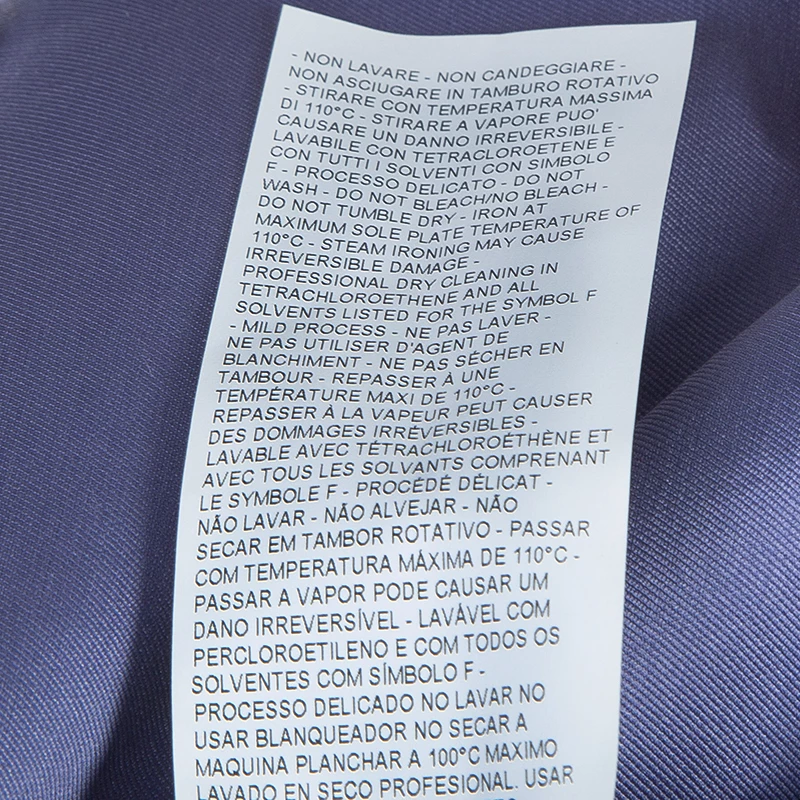 - NON LAVARE - NON CANDEGGIARE -
NON ASCIUGARE IN TAMBURO ROTATIVO
- STIRARE CON TEMPERATURA MASSIMA
DI 110°C - STIRARE A VAPORE PUO'
CAUSARE UN DANNO IRREVERSIBILE -
LAVABILE CON TETRACLOROETENE E
CON TUTTI I SOLVENTI CON SIMBOLO
F - PROCESSO DELICATO - DO NOT
WASH - DO NOT BLEACH/NO BLEACH -
DO NOT TUMBLE DRY - IRON AT
MAXIMUM SOLE PLATE TEMPERATURE OF
110°C - STEAM IRONING MAY CAUSE
IRREVERSIBLE DAMAGE -
PROFESSIONAL DRY CLEANING IN
TETRACHLOROETHENE AND ALL
SOLVENTS LISTED FOR THE SYMBOL F
- MILD PROCESS - NE PAS LAVER -
NE PAS UTILISER D'AGENT DE
BLANCHIMENT - NE PAS SÉCHER EN
TAMBOUR - REPASSER À UNE
TEMPÉRATURE MAXI DE 110°C -
REPASSER À LA VAPEUR PEUT CAUSER
DES DOMMAGES IRRÉVERSIBLES -
LAVABLE AVEC TÉTRACHLOROÉTHÈNE ET
AVEC TOUS LES SOLVANTS COMPRENANT
LE SYMBOLE F - PROCÉDÉ DÉLICAT -
NÃO LAVAR - NÃO ALVEJAR - NÃO
SECAR EM TAMBOR ROTATIVO - PASSAR
COM TEMPERATURA MÁXIMA DE 110°C -
PASSAR A VAPOR PODE CAUSAR UM
DANO IRREVERSÍVEL - LAVÁVEL COM
PERCLOROETILENO E COM TODOS OS
SOLVENTES COM SÍMBOLO F -
PROCESSO DELICADO NO LAVAR NO
USAR BLANQUEADOR NO SECAR A
MAQUINA PLANCHAR A 100°C MAXIMO
LAVADO EN SECO PROFESIONAL. USAR